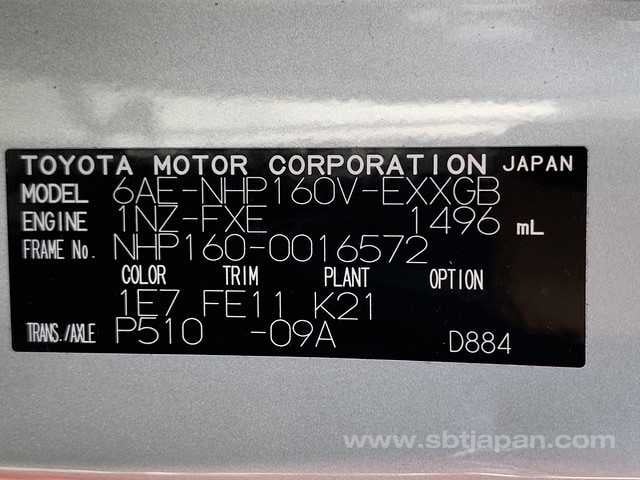 TOYOTA MOTOR CORPORATION JAPAN
MODEL 6AE-NHP160V-EXXGB
ENGINE 1NZ-FXE 1496 mL
FRAME No. NHP160-0016572
COLOR TRIM PLANT OPTION
1E7 FE11 K21
TRANS./AXLE P510 -09A D884
www.sbtjapan.com